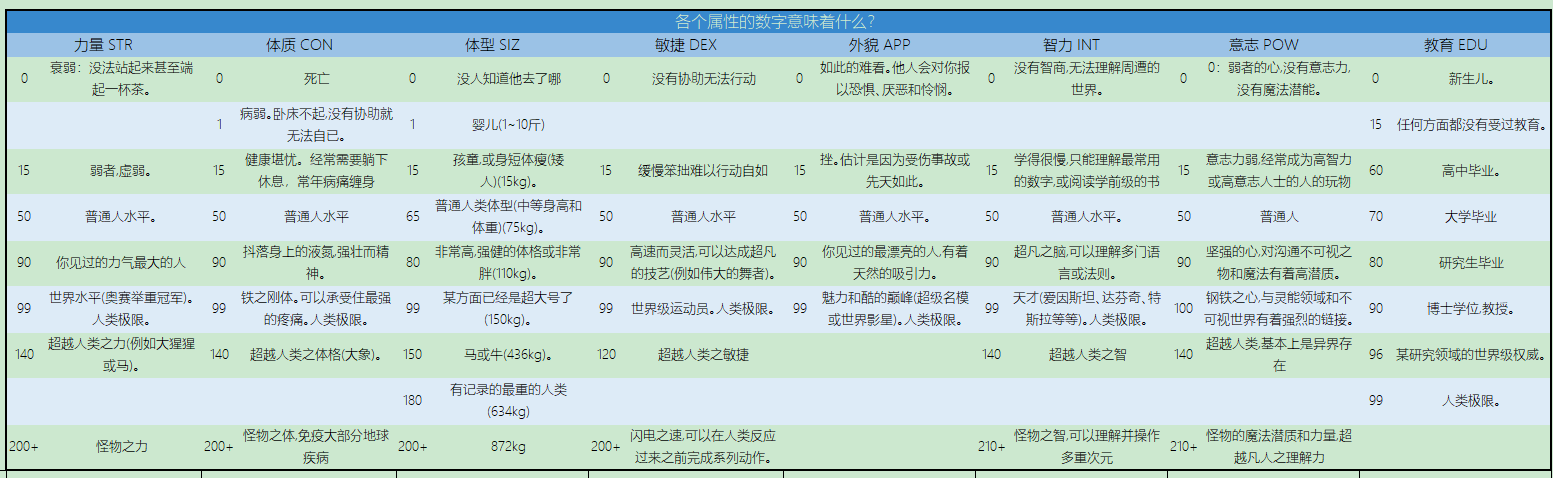 各个属性的数字意味着什么?
力量 STR 体质 CON 体型 SIZ 敏捷 DEX 外貌 APP 智力 INT 意志 POW 教育 EDU
0 衰弱：没法站起来甚至端起一杯茶。 0 死亡 0 没人知道他去了哪 0 没有协助无法行动 0 如此的难看。他人会对你报以恐惧、厌恶和怜悯。 0 没有智商,无法理解周遭的世界。 0 0：弱者的心,没有意志力,没有魔法潜能。 0 新生儿。
1 病弱。卧床不起,没有协助就无法自已。 1 婴儿(1~10斤) 15 任何方面都没有受过教育。
15 弱者,虚弱。 15 健康堪忧。经常需要躺下休息，常年病痛缠身 15 孩童,或身短体瘦(矮人)(15kg)。 15 缓慢笨拙难以行动自如 15 挫。估计是因为受伤事故或先天如此。 15 学得很慢,只能理解最常用的数字,或阅读学前级的书 15 意志力弱,经常成为高智力或高意志人士的人的玩物 60 高中毕业。
50 普通人水平。 50 普通人水平 65 普通人类体型(中等身高和体重)(75kg)。 50 普通人水平 50 普通人水平。 50 普通人水平。 50 普通人 70 大学毕业
90 你见过的力气最大的人 90 抖落身上的液氮,强壮而精神。 80 非常高,强健的体格或非常胖(110kg)。 90 高速而灵活,可以达成超凡的技艺(例如伟大的舞者)。 90 你见过的最漂亮的人,有着天然的吸引力。 90 超凡之脑,可以理解多门语言或法则。 90 坚强的心,对沟通不可视之物和魔法有着高潜质。 80 研究生毕业
99 世界水平(奥赛举重冠军)。人类极限。 99 铁之刚体。可以承受住最强的疼痛。人类极限。 99 某方面已经是超大号了(150kg)。 99 世界级运动员。人类极限。 99 魅力和酷的巅峰(超级名模或世界影星)。人类极限。 99 天才(爱因斯坦、达芬奇、特斯拉等等)。人类极限。 100 钢铁之心,与灵能领域和不可视世界有着强烈的链接。 90 博士学位,教授。
140 超越人类之力(例如大猩猩或马)。 140 超越人类之体格(大象)。 150 马或牛(436kg)。 120 超越人类之敏捷 140 超越人类之智 140 超越人类,基本上是异界存在 96 某研究领域的世界级权威。
180 有记录的最重的人类(634kg) 99 人类极限。
200+ 怪物之力 200+ 怪物之体,免疫大部分地球疾病 200+ 872kg 200+ 闪电之速,可以在人类反应过来之前完成系列动作。 210+ 怪物之智,可以理解并操作多重次元 210+ 怪物的魔法潜质和力量,超越凡人之理解力